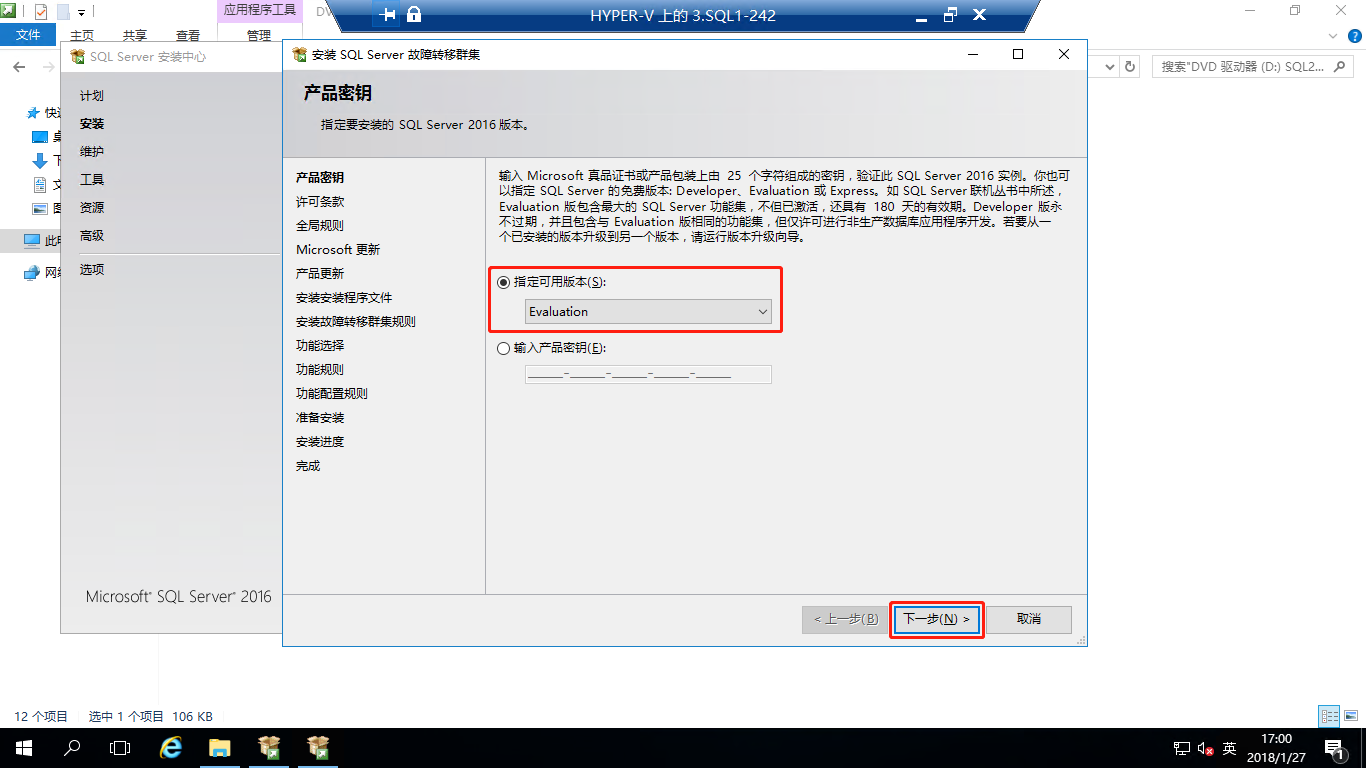 应用程序工具
HYPER-V 上的 3.SQL1-242
文件
主页
共享
查看
管理
SQL Server 安装中心
安装 SQL Server 故障转移群集
搜索"DVD 驱动器 (D:) SQL2...
产品密钥
指定要安装的 SQL Server 2016 版本。
计划
安装
维护
工具
资源
高级
选项
Microsoft® SQL Server® 2016
产品密钥
许可条款
全局规则
Microsoft 更新
产品更新
安装安装程序文件
安装故障转移群集规则
功能选择
功能规则
功能配置规则
准备安装
安装进度
完成
输入 Microsoft 真品证书或产品包装上由 25 个字符组成的密钥，验证此 SQL Server 2016 实例。你也可
以指定 SQL Server 的免费版本: Developer、Evaluation 或 Express。如 SQL Server 联机丛书中所述，
Evaluation 版包含最大的 SQL Server 功能集，不但已激活，还具有 180 天的有效期。Developer 版永
不过期，并且包含与 Evaluation 版相同的功能集，但仅许可进行非生产数据库应用程序开发。若要从一
个已安装的版本升级到另一个版本，请运行版本升级向导。
指定可用版本(S):
Evaluation
输入产品密钥(E):
_____-_____-_____-_____-_____
< 上一步(B)
下一步(N) >
取消
12 个项目
选中 1 个项目 106 KB
英
17:00
2018/1/27
1